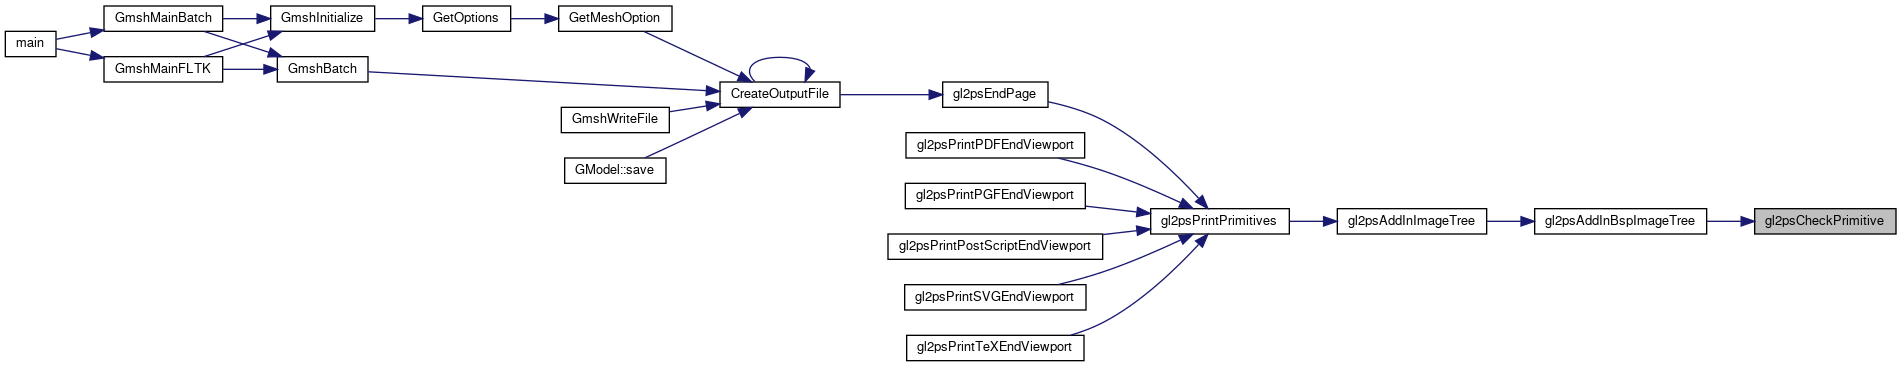 main
GmshMainBatch
GmshMainFLTK
GmshInitialize
GmshBatch
GetOptions
GetMeshOption
GmshWriteFile
GModel::save
CreateOutputFile
gl2psEndPage
gl2psPrintPDFEndViewport
gl2psPrintPGFEndViewport
gl2psPrintPostScriptEndViewport
gl2psPrintSVGEndViewport
gl2psPrintTeXEndViewport
gl2psPrintPrimitives
gl2psAddInImageTree
gl2psAddInBspImageTree
gl2psCheckPrimitive